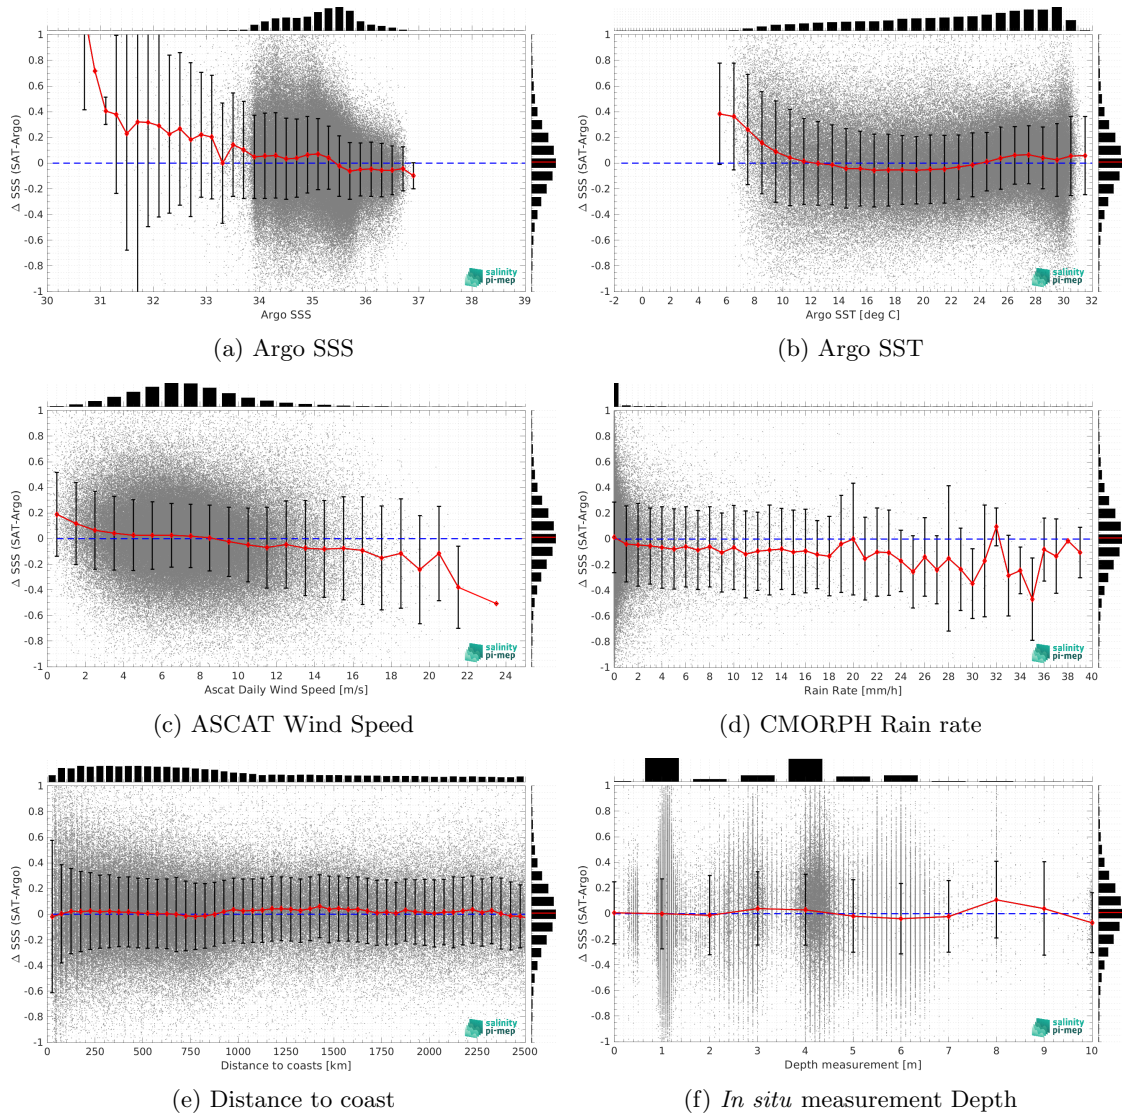 1
0.8
0.6
0.4
0.2
0
-0.2
-0.4
-0.6
-0.8
-1
Δ SSS (SAT-Argo)
salinity
pi-mep
30 31 32 33 34 35 36 37 38 39
Argo SSS
(a) Argo SSS
1
0.8
0.6
0.4
0.2
0
-0.2
-0.4
-0.6
-0.8
-1
Δ SSS (SAT-Argo)
salinity
pi-mep
-2 0 2 4 6 8 10 12 14 16 18 20 22 24 26 28 30 32
Argo SST [deg C]
(b) Argo SST
1
0.8
0.6
0.4
0.2
0
-0.2
-0.4
-0.6
-0.8
-1
Δ SSS (SAT-Argo)
salinity
pi-mep
0 2 4 6 8 10 12 14 16 18 20 22 24
Ascat Daily Wind Speed [m/s]
(c) ASCAT Wind Speed
1
0.8
0.6
0.4
0.2
0
-0.2
-0.4
-0.6
-0.8
-1
Δ SSS (SAT-Argo)
salinity
pi-mep
0 2 4 6 8 10 12 14 16 18 20 22 24 26 28 30 32 34 36 38 40
Rain Rate [mm/h]
(d) CMORPH Rain rate
1
0.8
0.6
0.4
0.2
0
-0.2
-0.4
-0.6
-0.8
-1
Δ SSS (SAT-Argo)
salinity
pi-mep
0 250 500 750 1000 1250 1500 1750 2000 2250 2500
Distance to coasts [km]
(e) Distance to coast
1
0.8
0.6
0.4
0.2
0
-0.2
-0.4
-0.6
-0.8
-1
Δ SSS (SAT-Argo)
salinity
pi-mep
0 1 2 3 4 5 6 7 8 9 10
Depth measurement [m]
(f) In situ measurement Depth